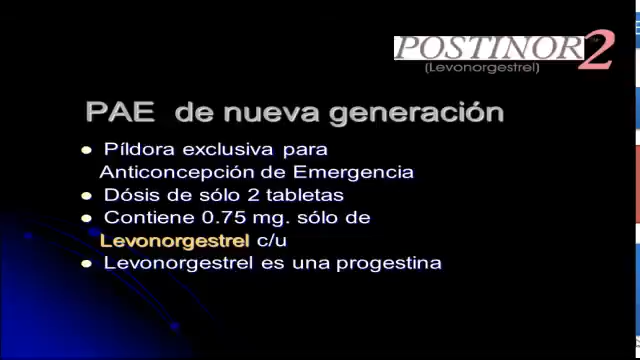 POSTINOR 2
(Levonorgestrel)
PAE de nueva generación
Píldora exclusiva para
Anticoncepción de Emergencia
Dósis de sólo 2 tabletas
Contiene 0.75 mg. sólo de
Levonorgestrel c/u
Levonorgestrel es una progestina